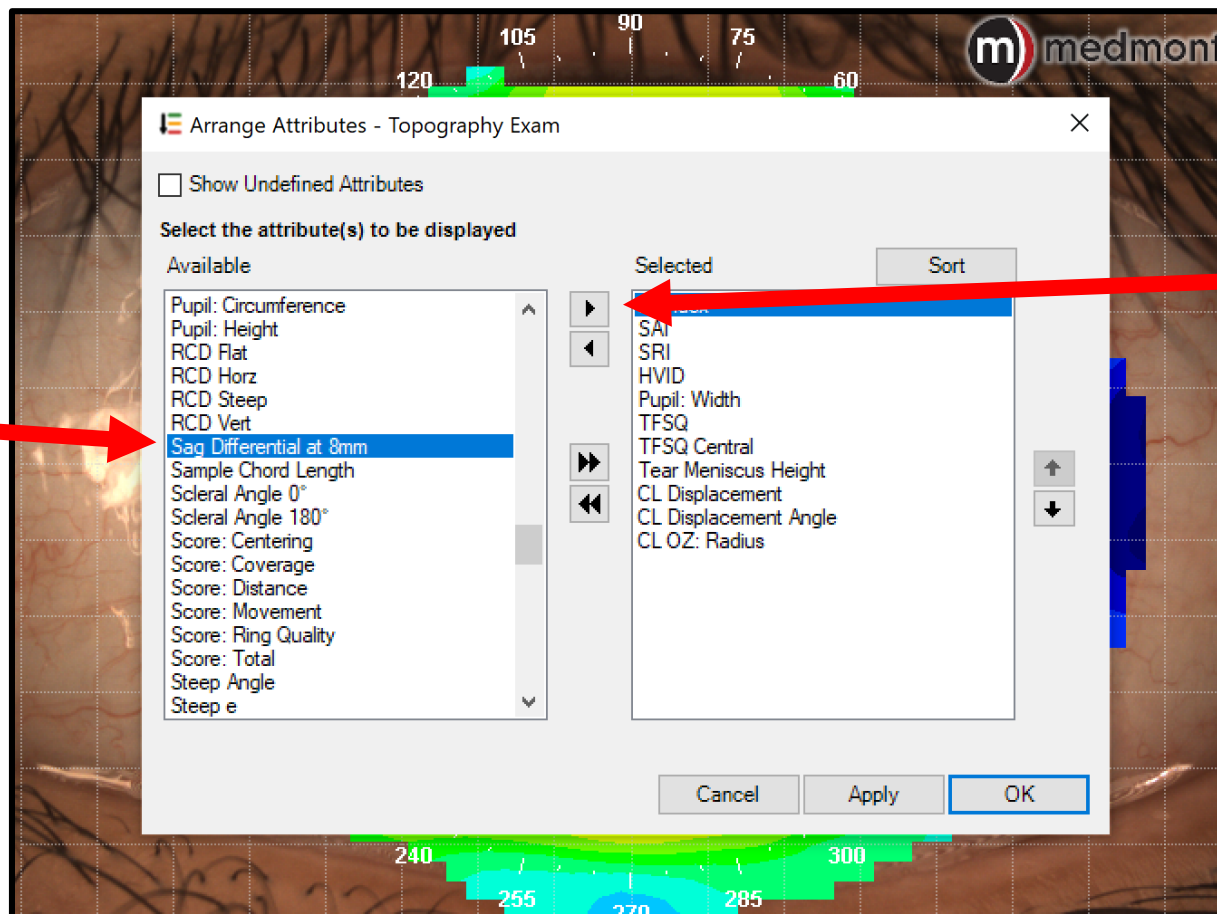 105
90
75
120
60
medmont
Arrange Attributes - Topography Exam
Show Undefined Attributes
Select the attribute(s) to be displayed
Available
Selected
Sort
Pupil: Circumference
Pupil: Height
RCD Flat
RCD Horz
RCD Steep
RCD Vert
Sag Differential at 8mm
Sample Chord Length
Scleral Angle 0°
Scleral Angle 180°
Score: Centering
Score: Coverage
Score: Distance
Score: Movement
Score: Ring Quality
Score: Total
Steep Angle
Steep e
SAI
SRI
HVID
Pupil: Width
TFSQ
TFSQ Central
Tear Meniscus Height
CL Displacement
CL Displacement Angle
CL OZ: Radius
Cancel
Apply
OK
240
300
255
270
285